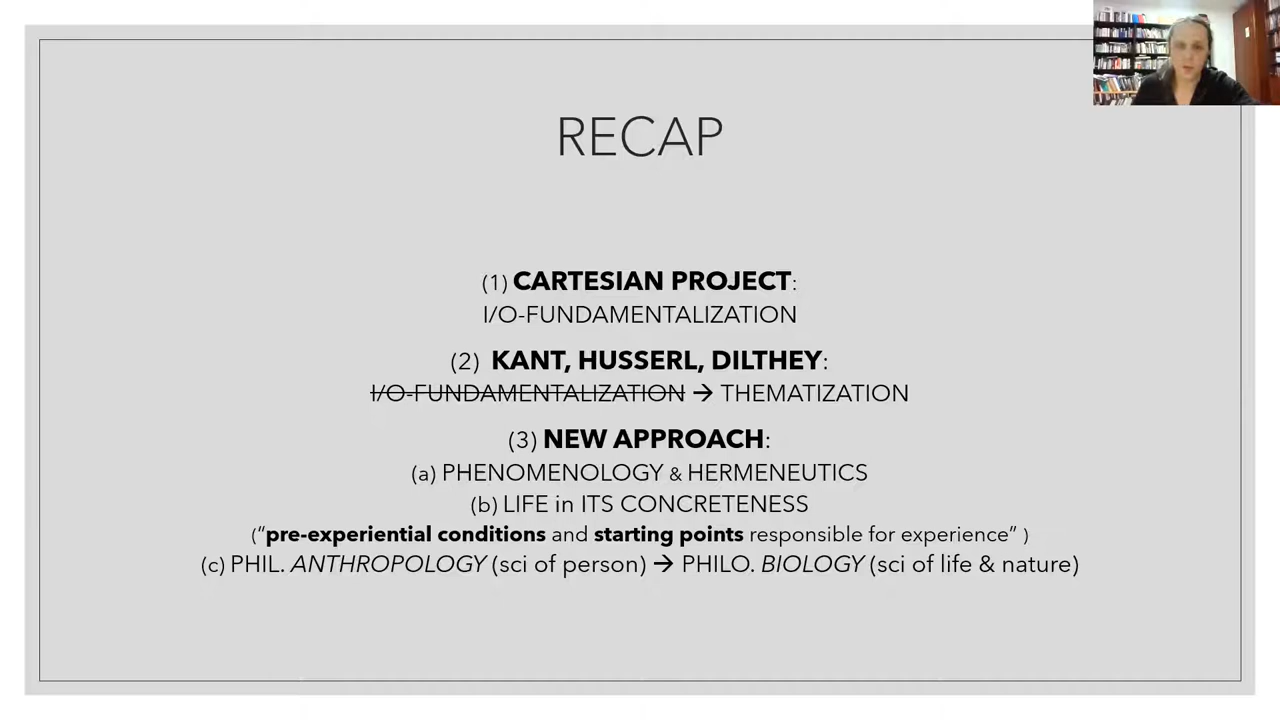 RECAP
(1) CARTESIAN PROJECT:
I/O-FUNDAMENTALIZATION
(2) KANT, HUSSERL, DILTHEY:
I/O-FUNDAMENTALIZATION → THEMATIZATION
(3) NEW APPROACH:
(a) PHENOMENOLOGY & HERMENEUTICS
(b) LIFE in ITS CONCRETENESS
("pre-experiential conditions and starting points responsible for experience" )
(c) PHIL. ANTHROPOLOGY (sci of person) → PHILO. BIOLOGY (sci of life & nature)